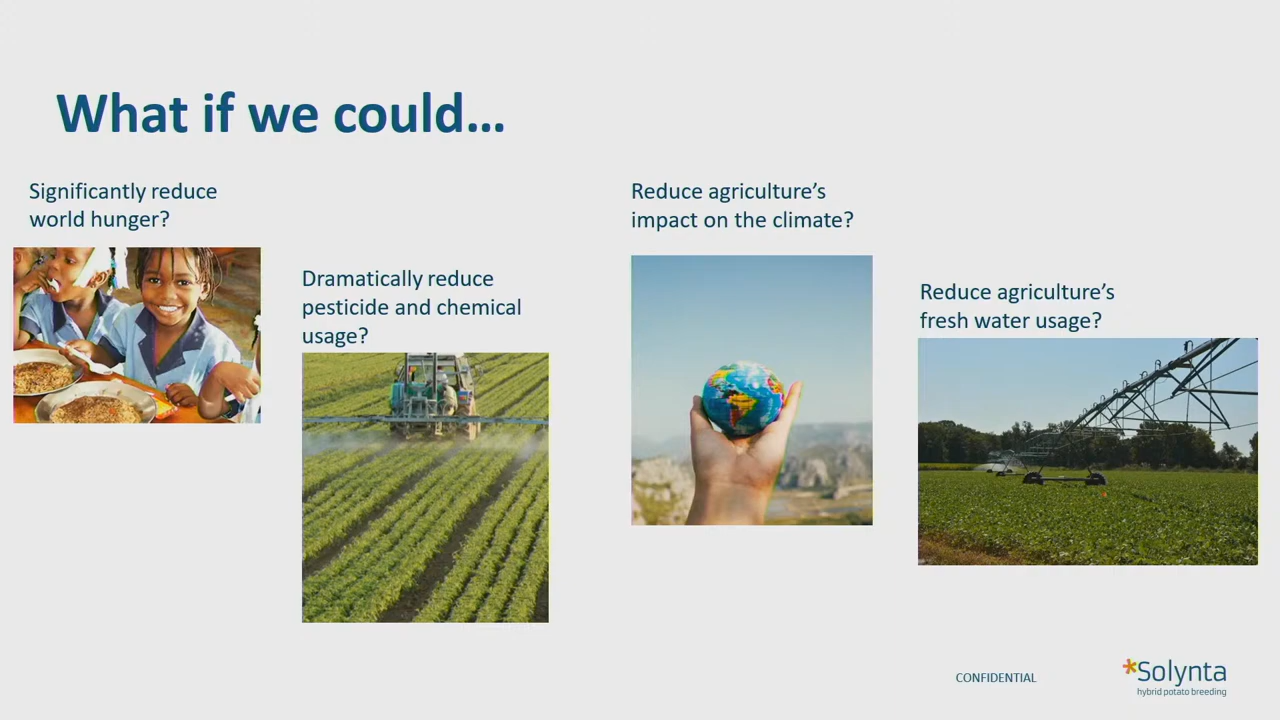 What if we could...
Significantly reduce
world hunger?
Dramatically reduce
pesticide and chemical
usage?
Reduce agriculture's
impact on the climate?
Reduce agriculture's
fresh water usage?
CONFIDENTIAL
*Solynta
hybrid potato breeding